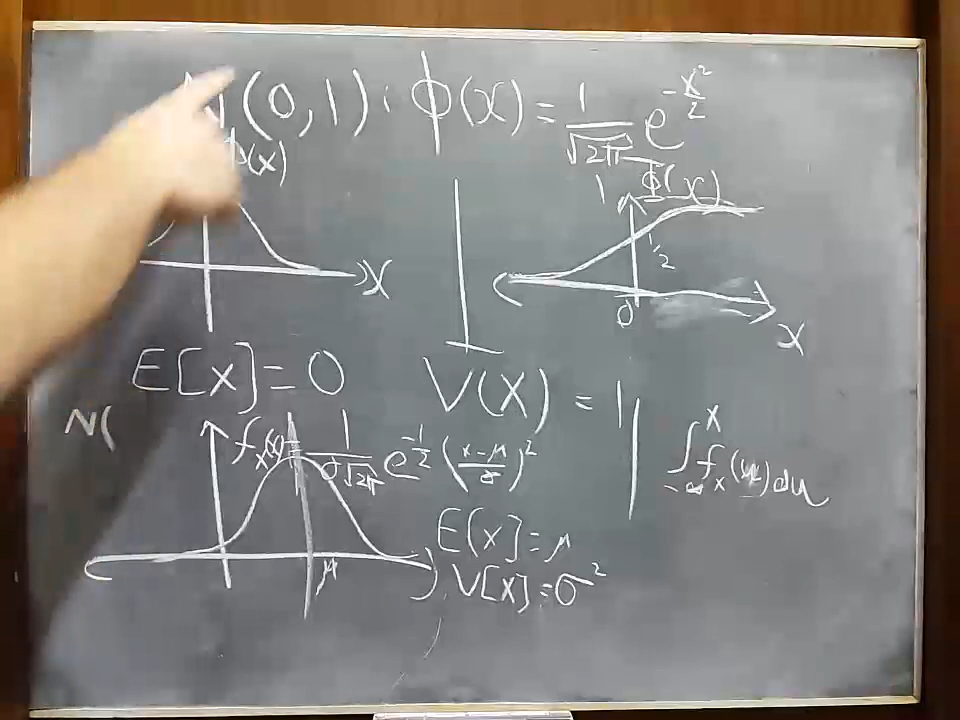 N(0,1): ϕ(x) = 1/√2π e^(-x²/2)
ϕ(x)
1 Φ(x)
1/2
x
0
x
E[X]=0 V(X) = 1
N(
f_X(x)= 1/(σ√2π) e^(-1/2 ((x-μ)/σ)²)
∫_{-∞}^{x} f_x(u)du
E[X]=μ
μ
V[X]=σ²